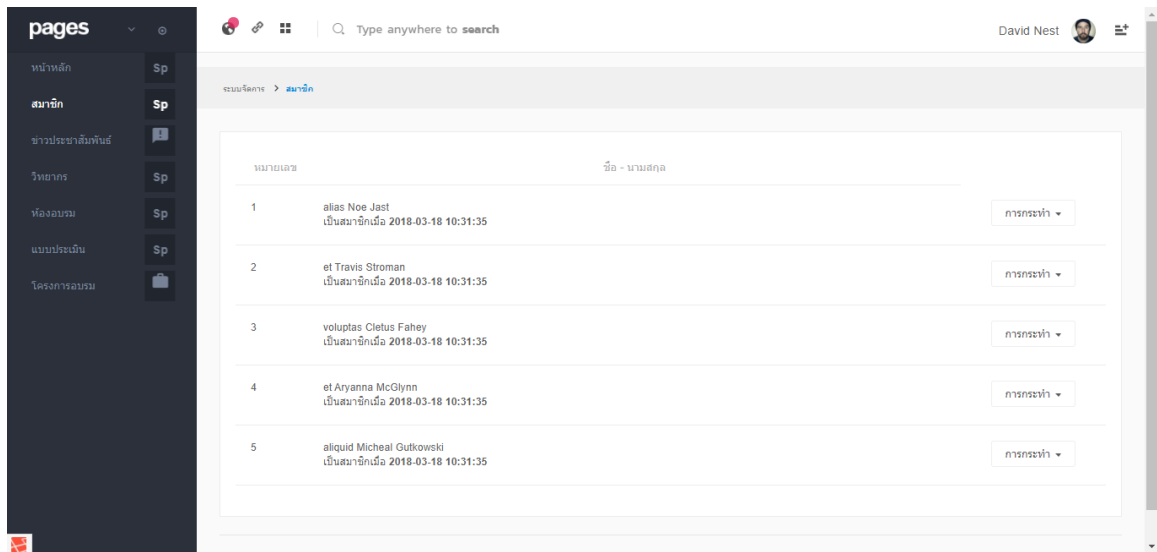 pages
Type anywhere to search
David Nest
หน้าหลัก Sp
สมาชิก Sp
ข่าวประชาสัมพันธ์
วิทยากร Sp
ห้องอบรม Sp
แบบประเมิน Sp
โครงการอบรม
ระบบจัดการ > สมาชิก
หมายเลข ชื่อ - นามสกุล
1 alias Noe Jast การกระทำ
เป็นสมาชิกเมื่อ 2018-03-18 10:31:35
2 et Travis Stroman การกระทำ
เป็นสมาชิกเมื่อ 2018-03-18 10:31:35
3 voluptas Cletus Fahey การกระทำ
เป็นสมาชิกเมื่อ 2018-03-18 10:31:35
4 et Aryanna McGlynn การกระทำ
เป็นสมาชิกเมื่อ 2018-03-18 10:31:35
5 aliquid Micheal Gutkowski การกระทำ
เป็นสมาชิกเมื่อ 2018-03-18 10:31:35